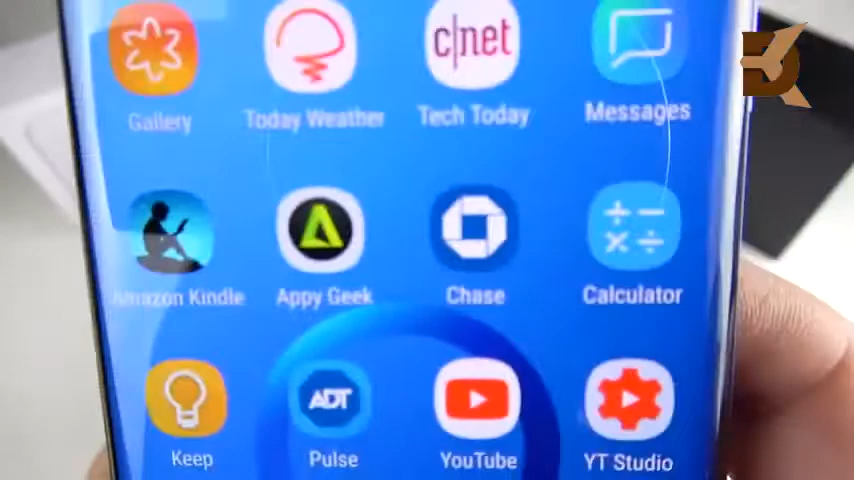 c|net
Gallery
Today Weather
Tech Today
Messages
Amazon Kindle
Appy Geek
Chase
Calculator
ADT
Keep
Pulse
YouTube
YT Studio